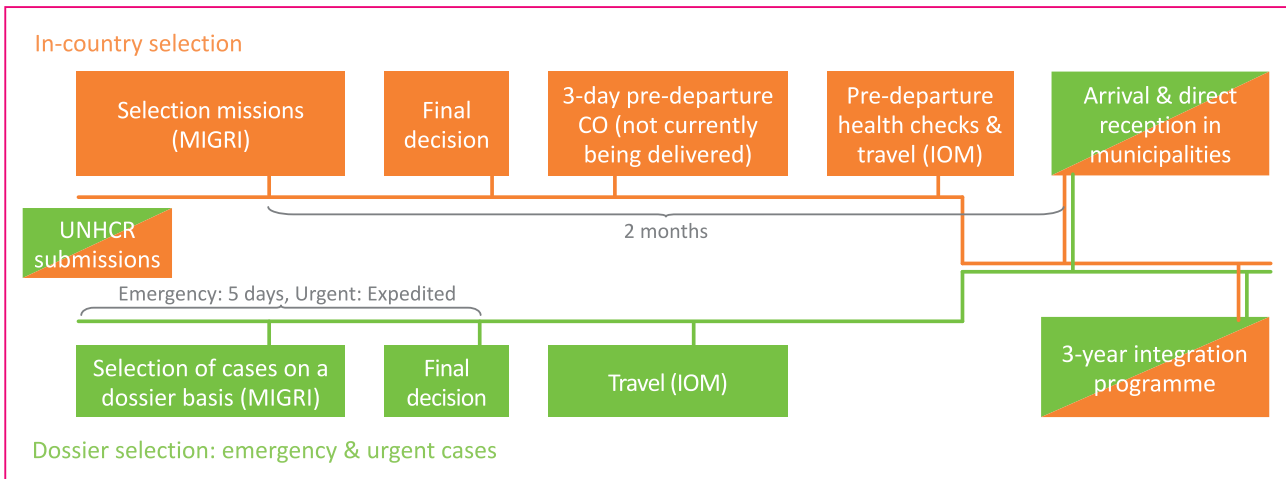 In-country selection
Selection missions
(MIGRI)
Final
decision
3-day pre-departure
CO (not currently
being delivered)
Pre-departure
health checks &
travel (IOM)
Arrival & direct
reception in
municipalities
2 months
UNHCR
submissions
Emergency: 5 days, Urgent: Expedited
Selection of cases on a
dossier basis (MIGRI)
Final
decision
Travel (IOM)
3-year integration
programme
Dossier selection: emergency & urgent cases